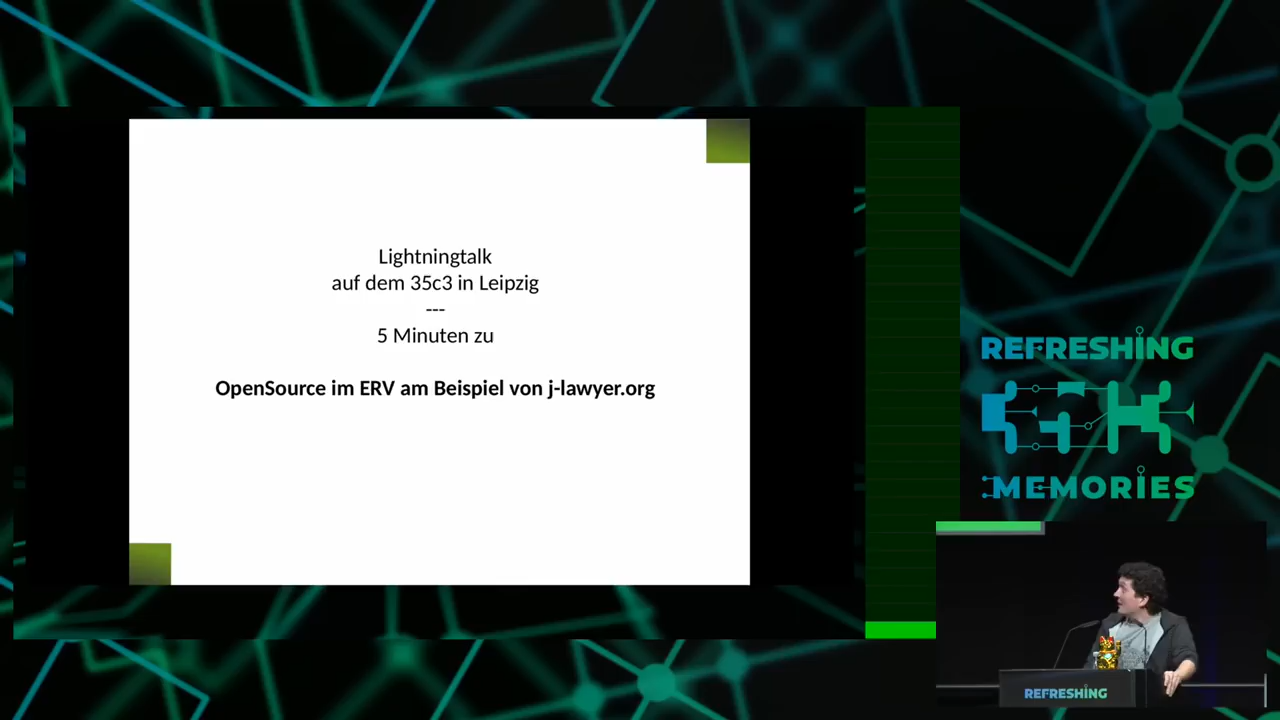 Lightningtalk
auf dem 35c3 in Leipzig
---
5 Minuten zu
OpenSource im ERV am Beispiel von j-lawyer.org
REFRESHING
35C3
MEMORIES
REFRESHING